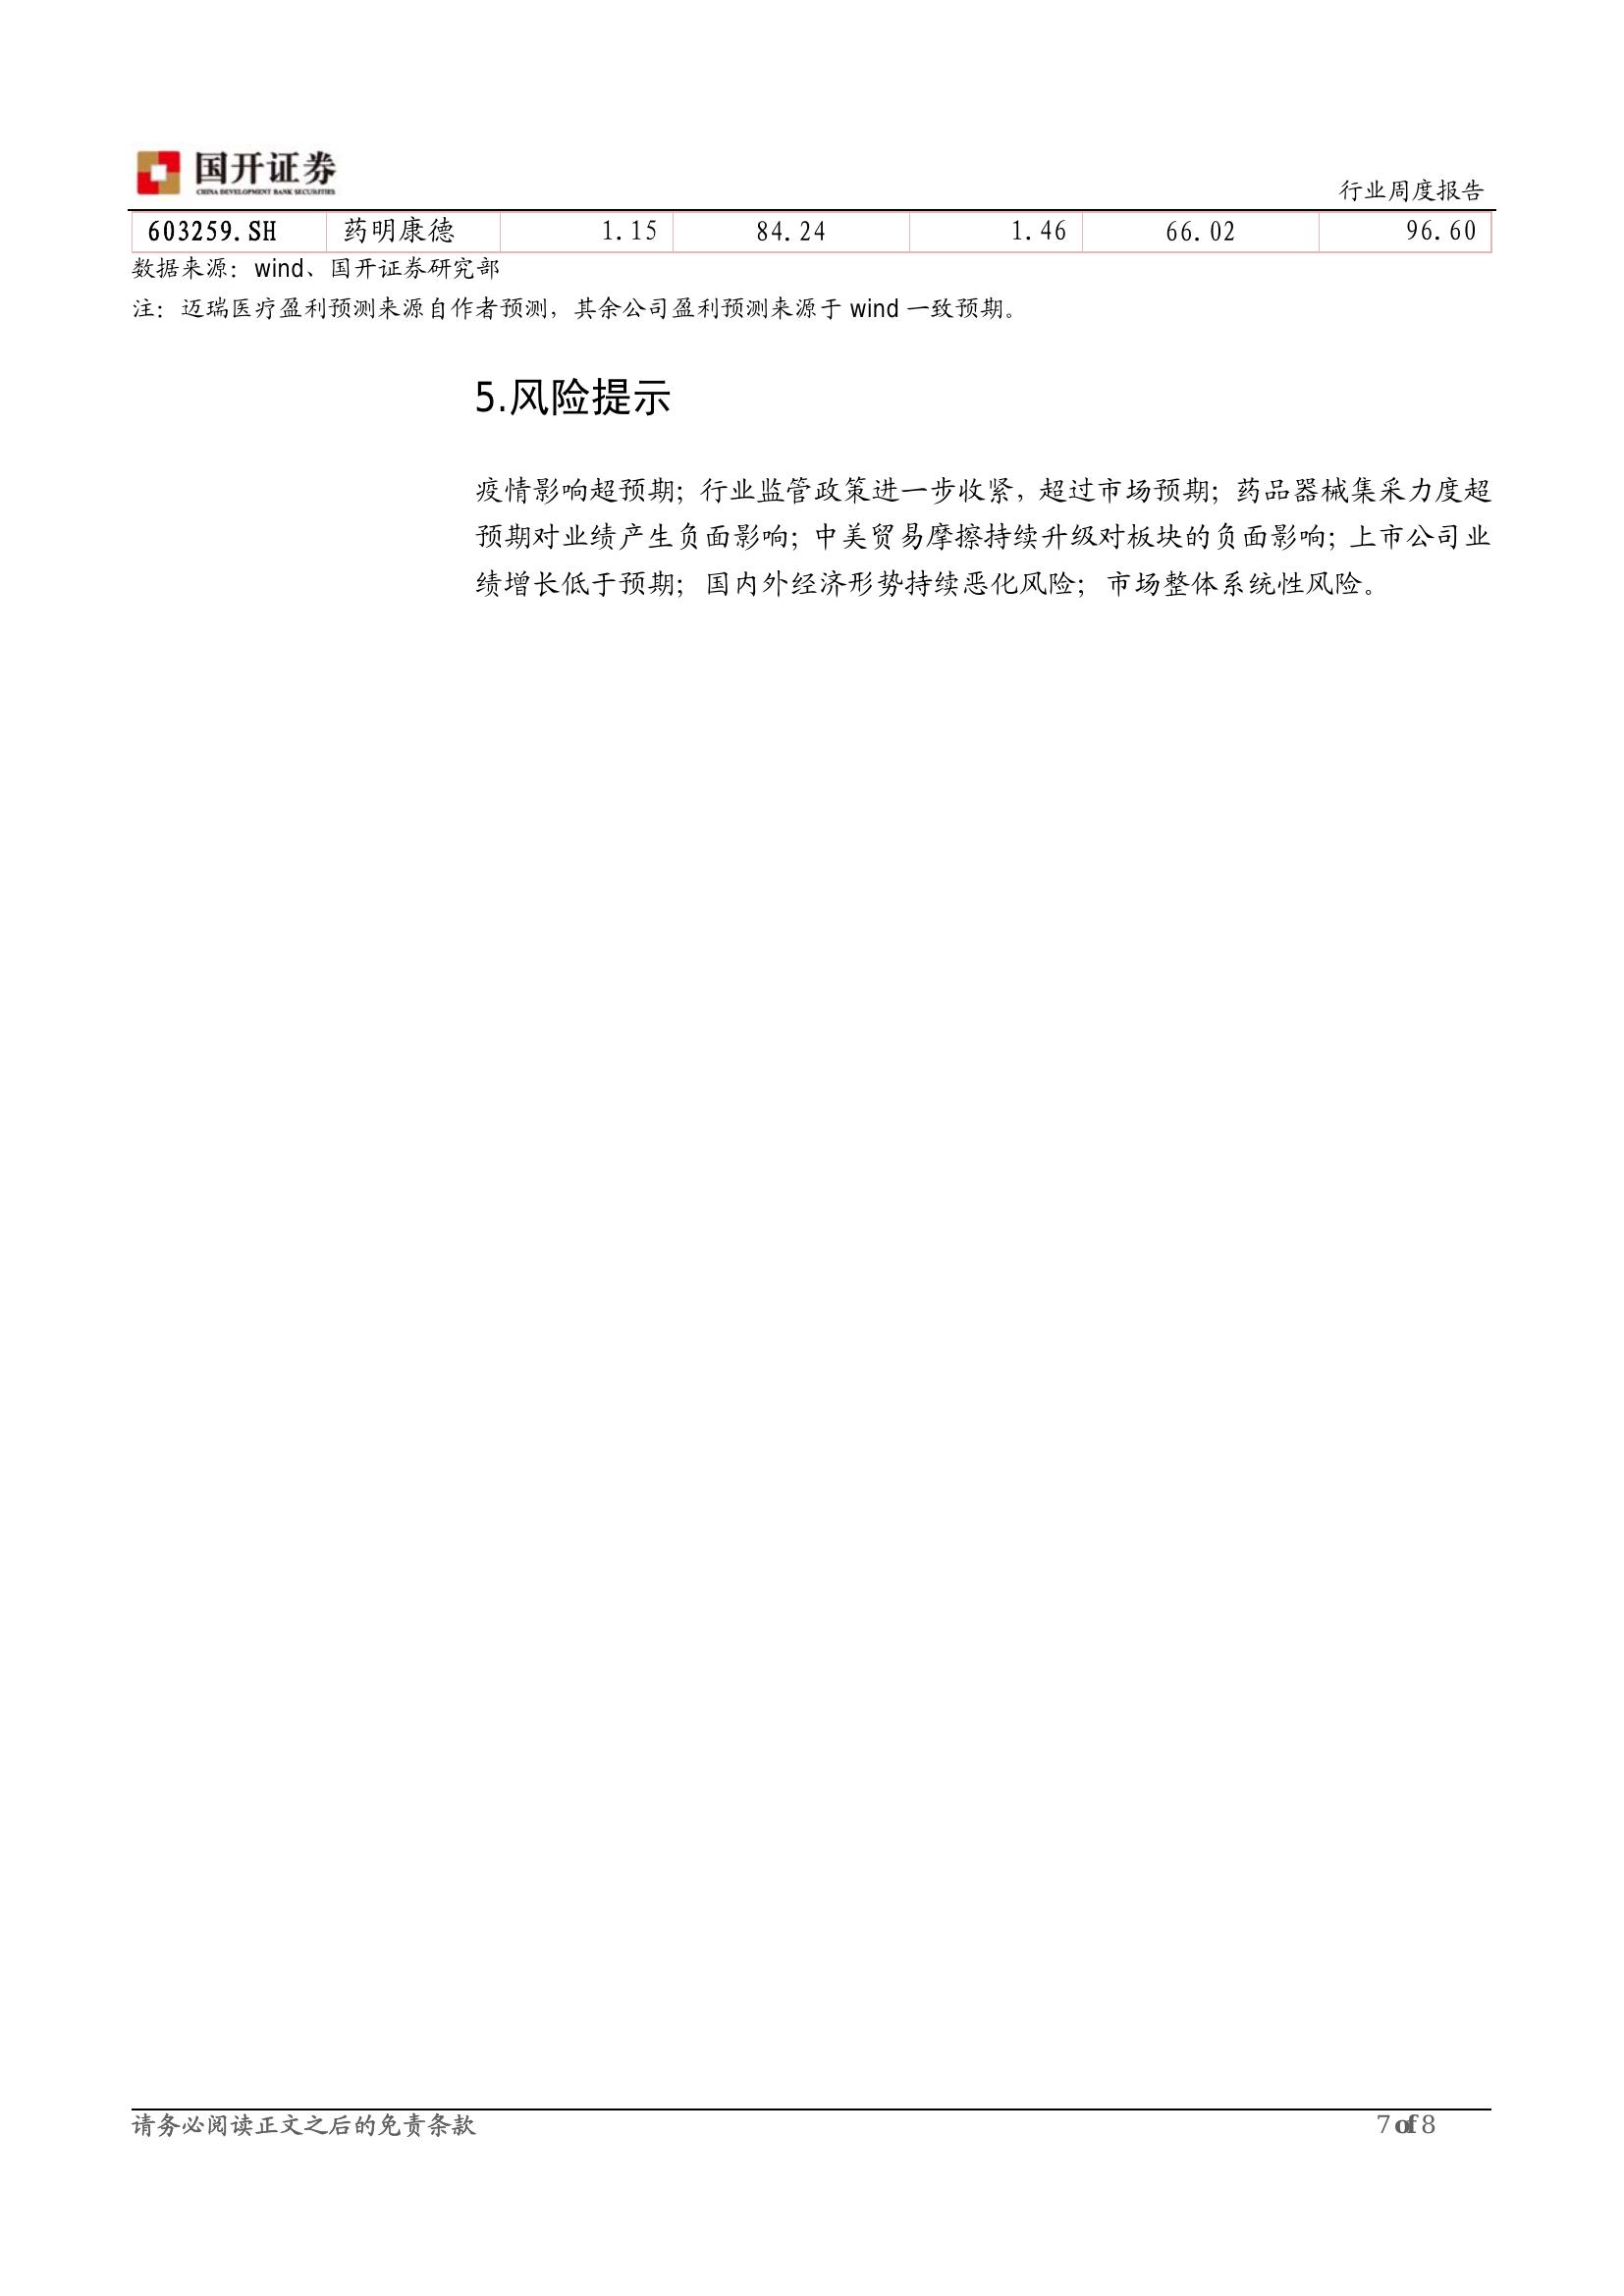 国开证券
CHINA DEVELOPMENT BANK SECURITIES
行业周度报告
603259.SH 药明康德 1.15 84.24 1.46 66.02 96.60
数据来源：wind、国开证券研究部
注：迈瑞医疗盈利预测来源自作者预测，其余公司盈利预测来源于 wind 一致预期。
5.风险提示
疫情影响超预期；行业监管政策进一步收紧，超过市场预期；药品器械集采力度超
预期对业绩产生负面影响；中美贸易摩擦持续升级对板块的负面影响；上市公司业
绩增长低于预期；国内外经济形势持续恶化风险；市场整体系统性风险。
请务必阅读正文之后的免责条款
7 of 8